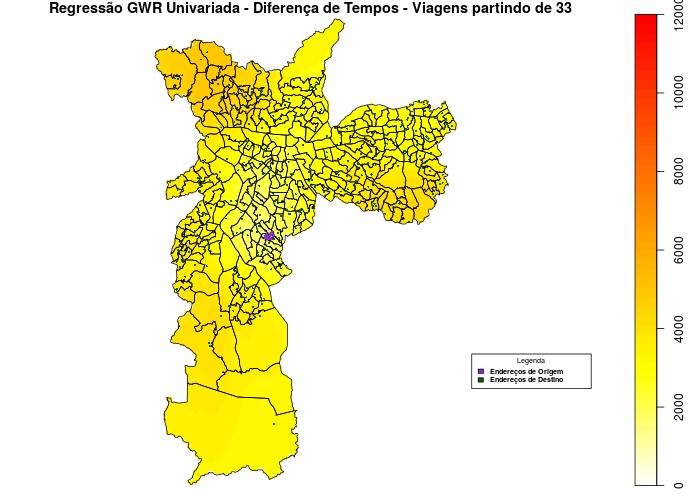 Regressão GWR Univariada - Diferença de Tempos - Viagens partindo de 33
12000
10000
8000
6000
4000
2000
0
Legenda
Endereços de Origem
Endereços de Destino